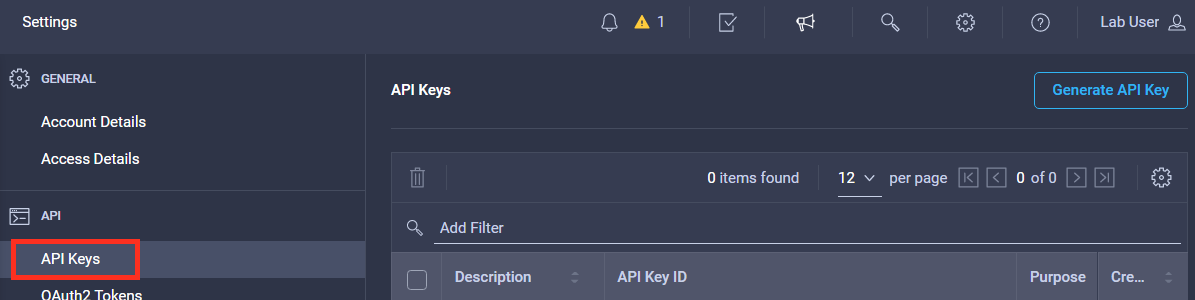 Settings
1
Lab User
GENERAL
Account Details
Access Details
API
API Keys
OAuth2 Tokens
API Keys
Generate API Key
0 items found
12
per page
0 of 0
Add Filter
Description
API Key ID
Purpose
Cre...